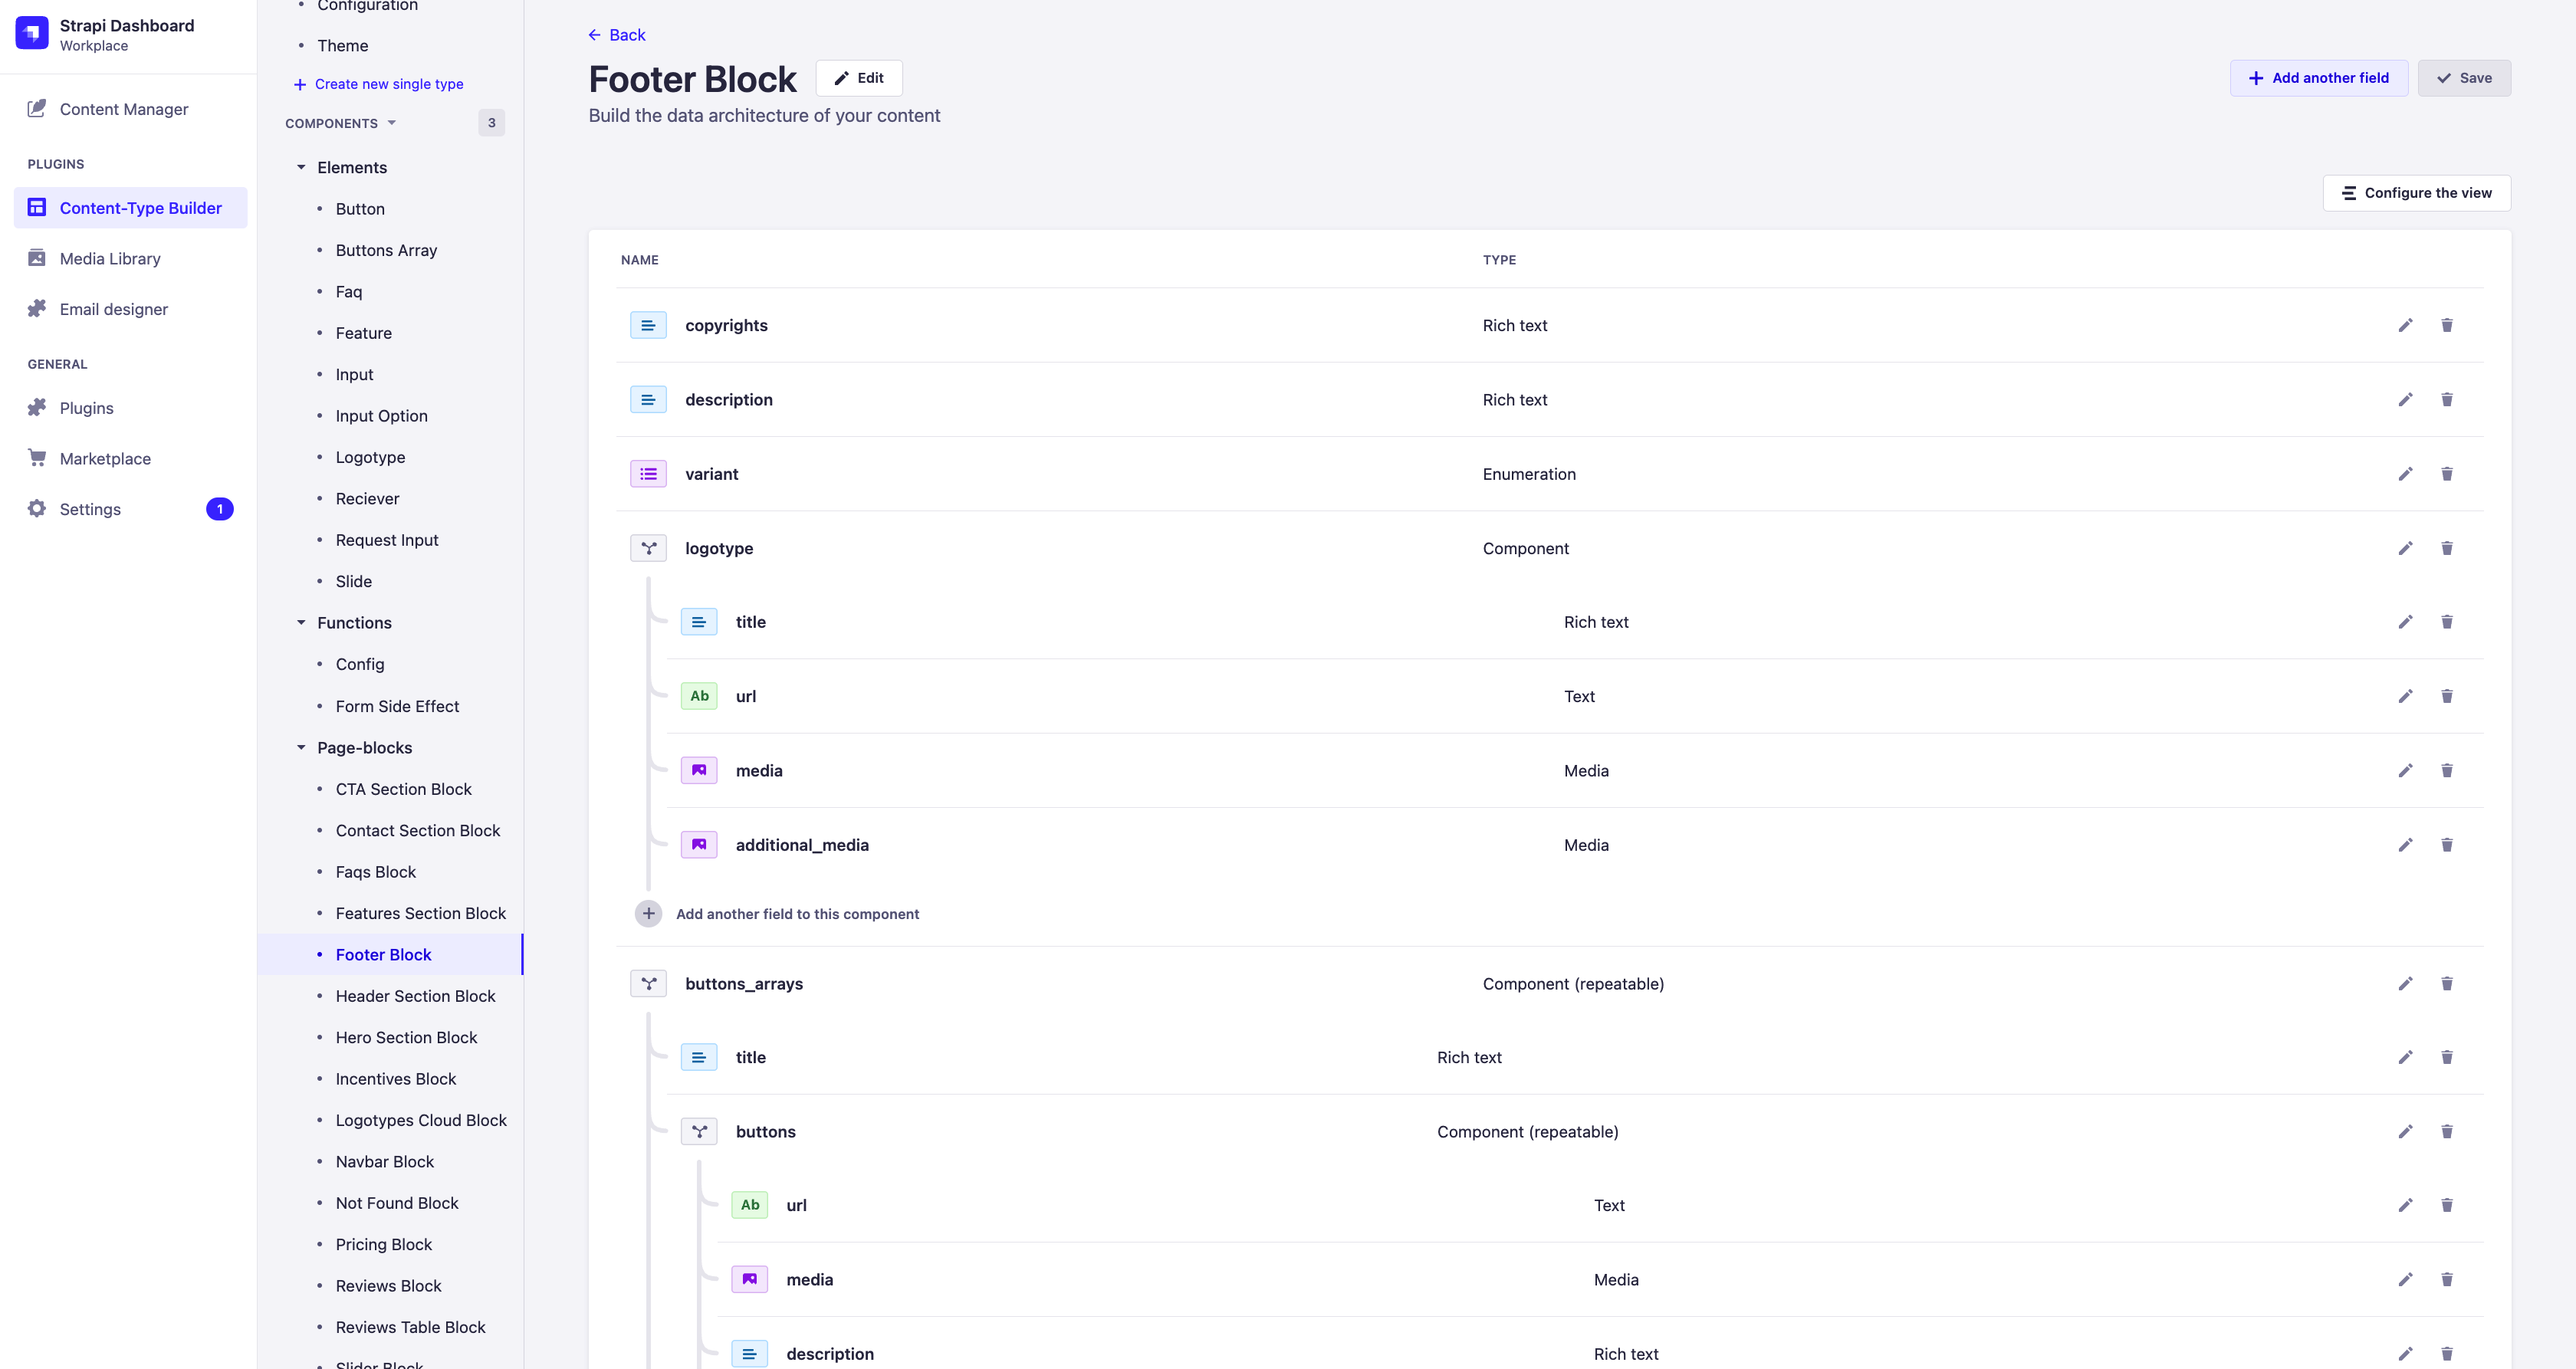 Strapi Dashboard
Workplace
Content Manager
PLUGINS
Content-Type Builder
Media Library
Email designer
GENERAL
Plugins
Marketplace
Settings
1
Configuration
Theme
Create new single type
COMPONENTS
3
Elements
Button
Buttons Array
Faq
Feature
Input
Input Option
Logotype
Reciever
Request Input
Slide
Functions
Config
Form Side Effect
Page-blocks
CTA Section Block
Contact Section Block
Faqs Block
Features Section Block
Footer Block
Header Section Block
Hero Section Block
Incentives Block
Logotypes Cloud Block
Navbar Block
Not Found Block
Pricing Block
Reviews Block
Reviews Table Block
Slider Block
Back
Footer Block
Edit
Add another field
Save
Build the data architecture of your content
Configure the view
NAME TYPE
copyrights Rich text
description Rich text
variant Enumeration
logotype Component
title Rich text
Ab url Text
media Media
additional_media Media
Add another field to this component
buttons_arrays Component (repeatable)
title Rich text
buttons Component (repeatable)
Ab url Text
media Media
description Rich text